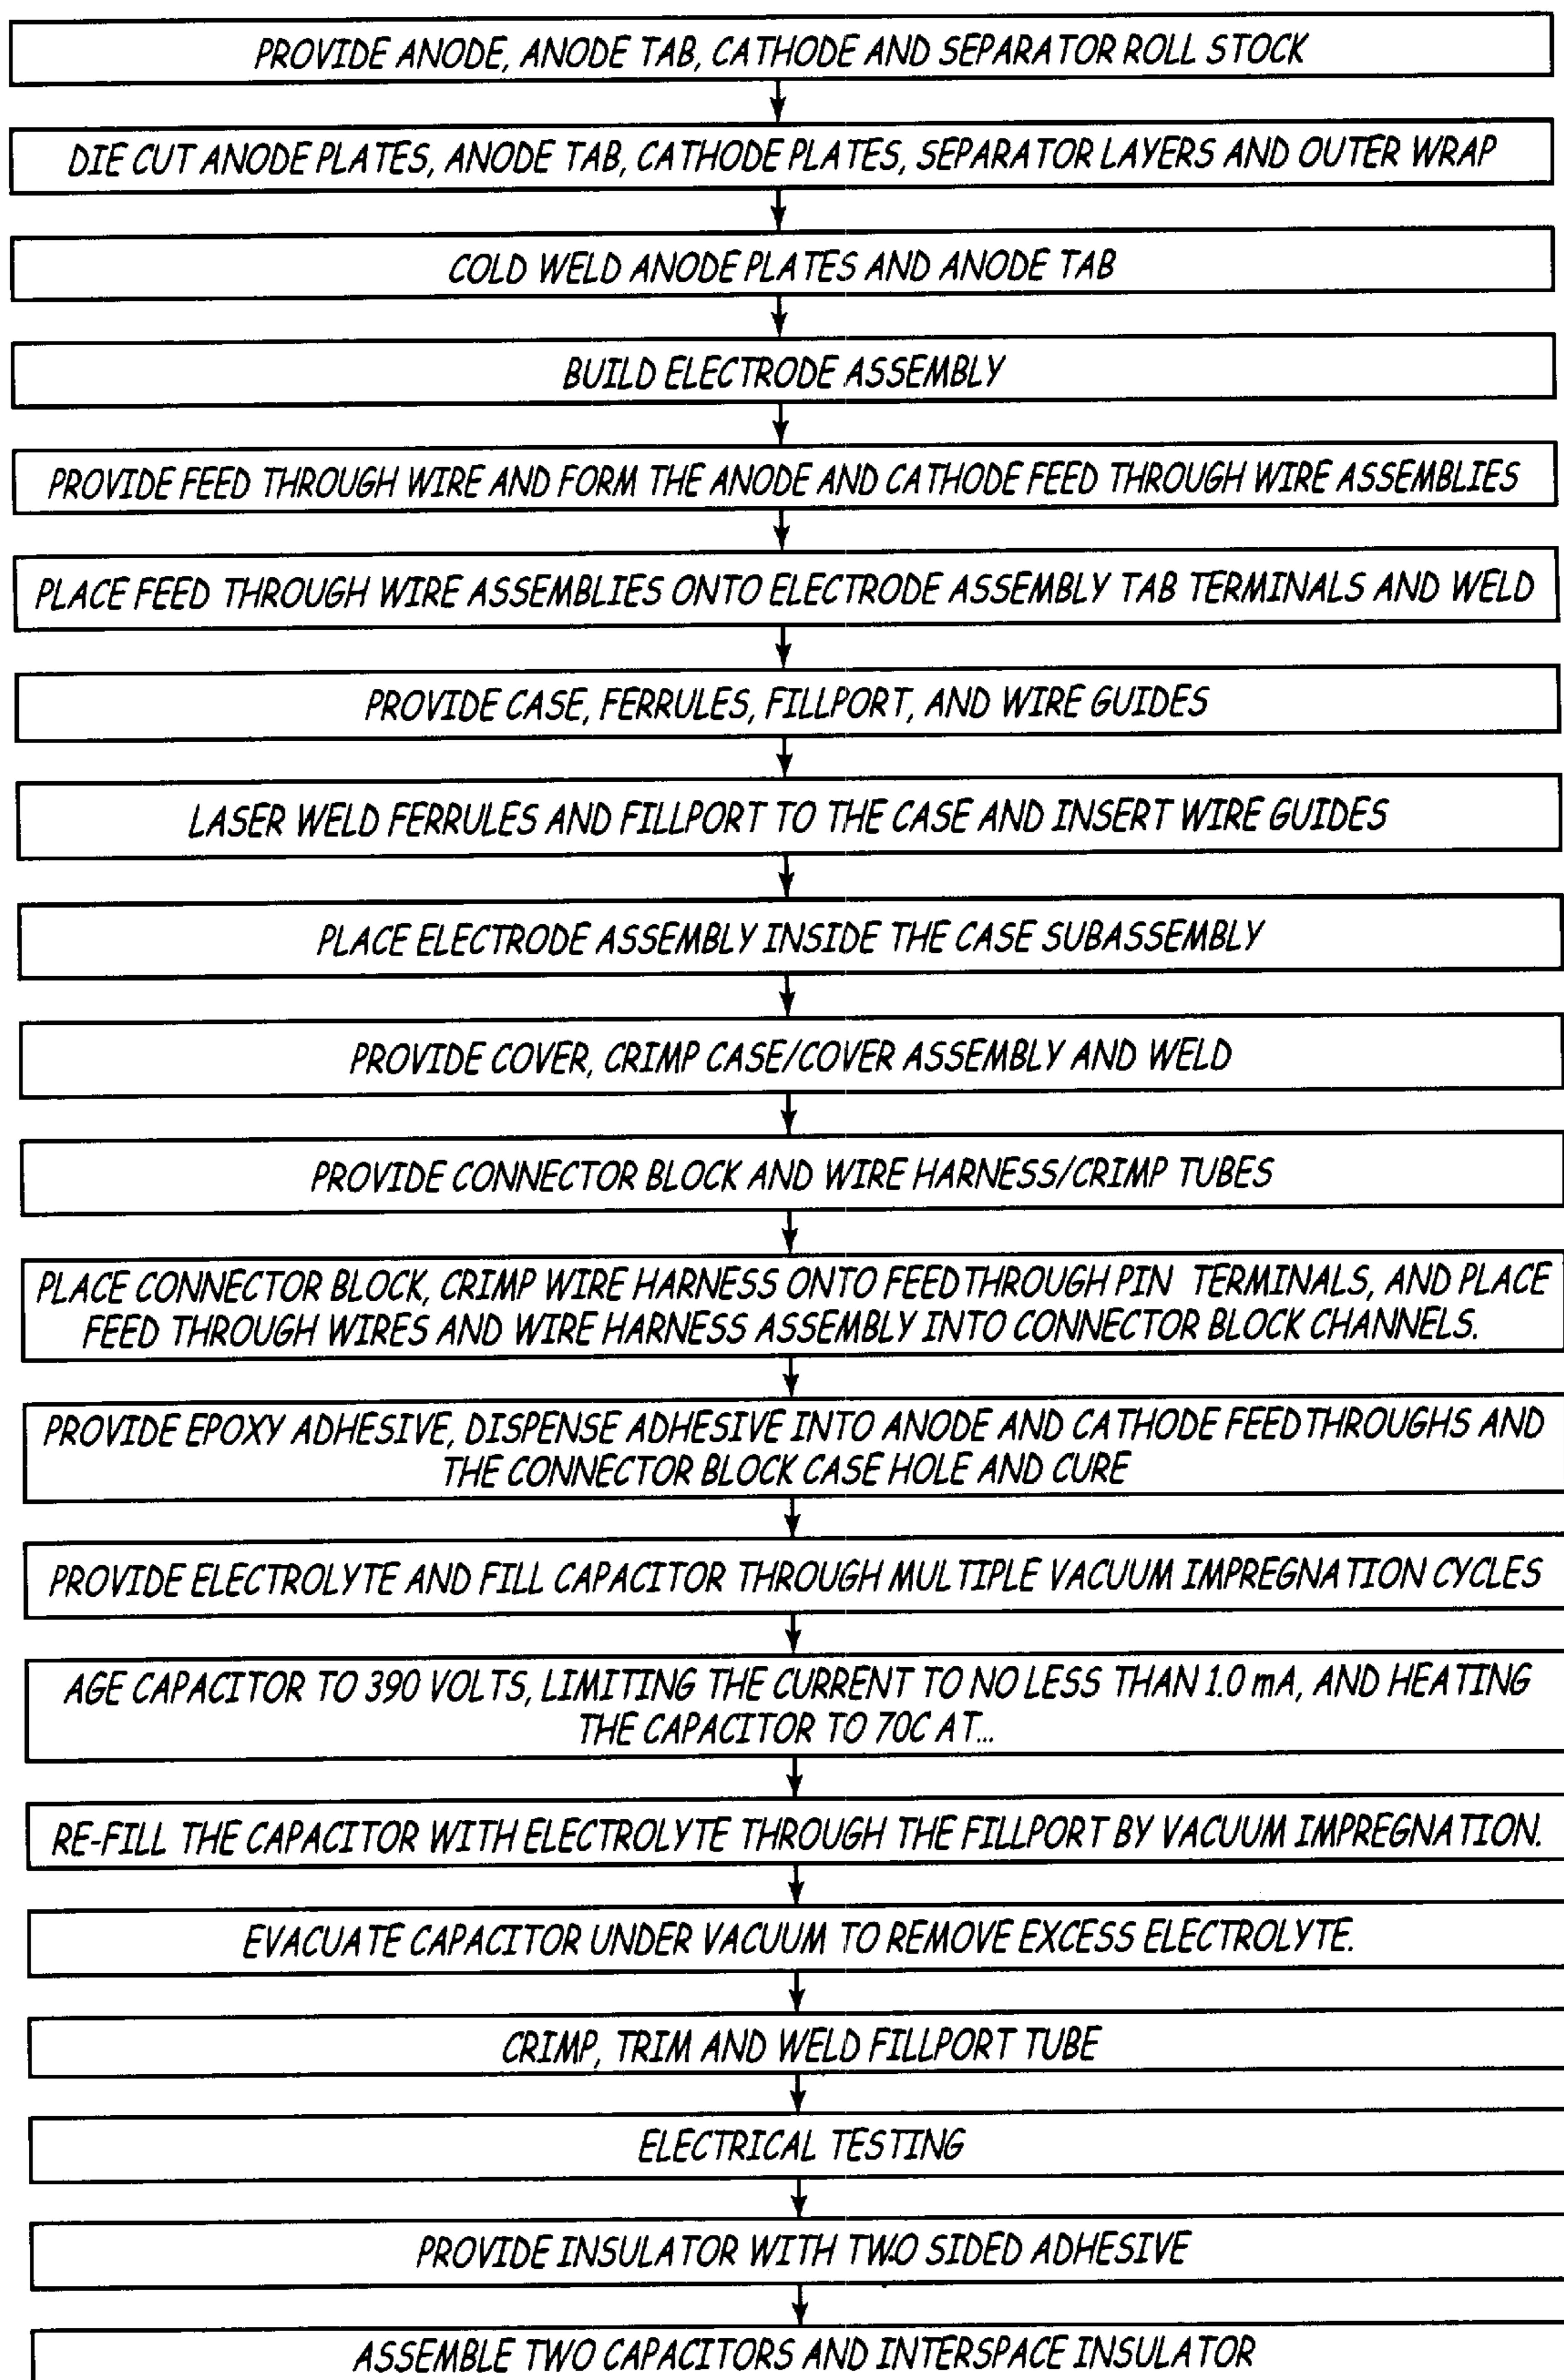 PROVIDE ANODE, ANODE TAB, CATHODE AND SEPARATOR ROLL STOCK
DIE CUT ANODE PLATES, ANODE TAB, CATHODE PLATES, SEPARATOR LAYERS AND OUTER WRAP
COLD WELD ANODE PLATES AND ANODE TAB
BUILD ELECTRODE ASSEMBLY
PROVIDE FEED THROUGH WIRE AND FORM THE ANODE AND CATHODE FEED THROUGH WIRE ASSEMBLIES
PLACE FEED THROUGH WIRE ASSEMBLIES ONTO ELECTRODE ASSEMBLY TAB TERMINALS AND WELD
PROVIDE CASE, FERRULES, FILLPORT, AND WIRE GUIDES
LASER WELD FERRULES AND FILLPORT TO THE CASE AND INSERT WIRE GUIDES
PLACE ELECTRODE ASSEMBLY INSIDE THE CASE SUBASSEMBLY
PROVIDE COVER, CRIMP CASE/COVER ASSEMBLY AND WELD
PROVIDE CONNECTOR BLOCK AND WIRE HARNESS/CRIMP TUBES
PLACE CONNECTOR BLOCK, CRIMP WIRE HARNESS ONTO FEEDTHROUGH PIN TERMINALS, AND PLACE
FEED THROUGH WIRES AND WIRE HARNESS ASSEMBLY INTO CONNECTOR BLOCK CHANNELS.
PROVIDE EPOXY ADHESIVE, DISPENSE ADHESIVE INTO ANODE AND CATHODE FEEDTHROUGHS AND
THE CONNECTOR BLOCK CASE HOLE AND CURE
PROVIDE ELECTROLYTE AND FILL CAPACITOR THROUGH MULTIPLE VACUUM IMPREGNATION CYCLES
AGE CAPACITOR TO 390 VOLTS, LIMITING THE CURRENT TO NO LESS THAN 1.0 mA, AND HEATING
THE CAPACITOR TO 70C AT...
RE-FILL THE CAPACITOR WITH ELECTROLYTE THROUGH THE FILLPORT BY VACUUM IMPREGNATION.
EVACUATE CAPACITOR UNDER VACUUM TO REMOVE EXCESS ELECTROLYTE.
CRIMP, TRIM AND WELD FILLPORT TUBE
ELECTRICAL TESTING
PROVIDE INSULATOR WITH TWO SIDED ADHESIVE
ASSEMBLE TWO CAPACITORS AND INTERSPACE INSULATOR